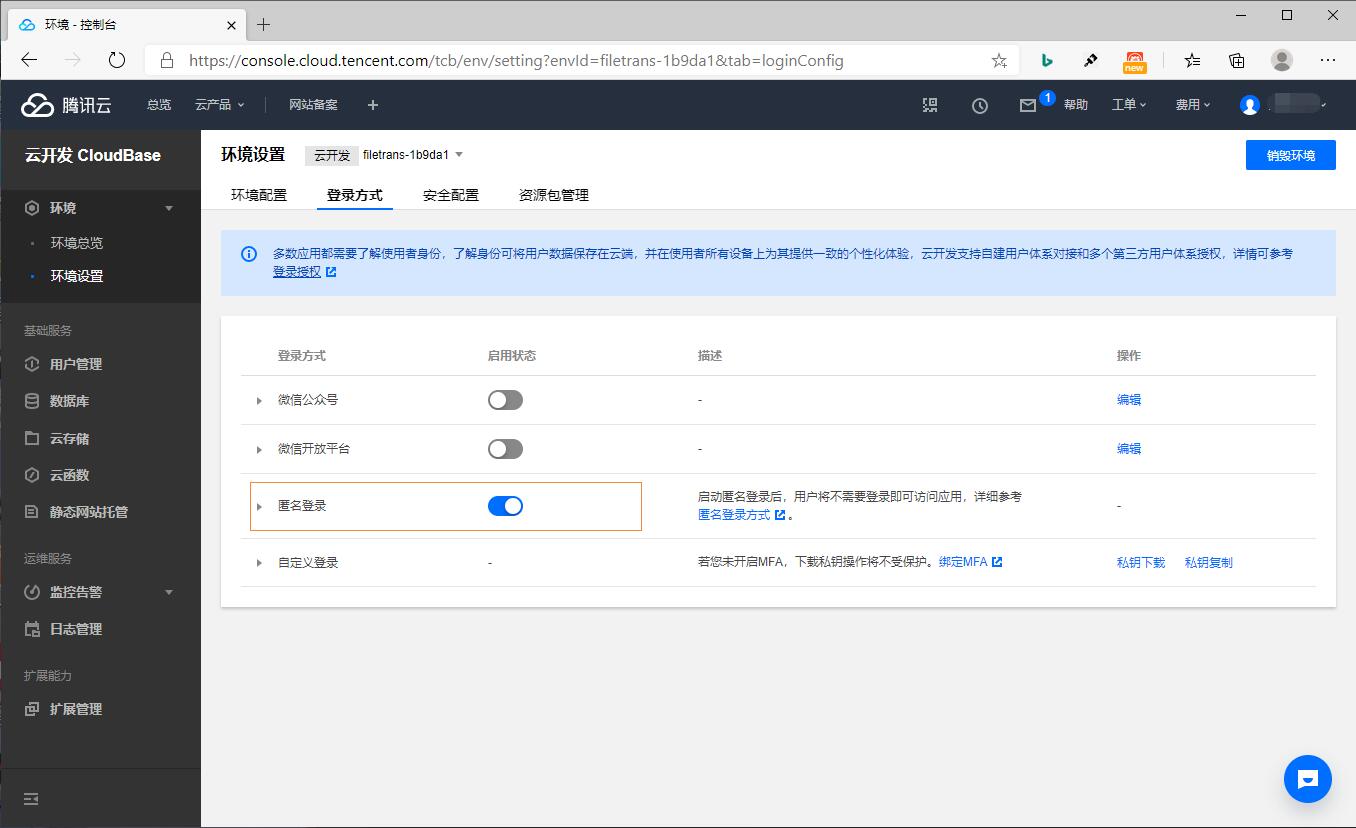 环境 - 控制台
https://console.cloud.tencent.com/tcb/env/setting?envId=filetrans-1b9da1&tab=loginConfig
new
腾讯云
总览
云产品
网站备案
1
帮助
工单
费用
云开发 CloudBase
环境
环境总览
环境设置
基础服务
用户管理
数据库
云存储
云函数
静态网站托管
运维服务
监控告警
日志管理
扩展能力
扩展管理
环境设置
云开发
filetrans-1b9da1
销毁环境
环境配置
登录方式
安全配置
资源包管理
多数应用都需要了解使用者身份，了解身份可将用户数据保存在云端，并在使用者所有设备上为其提供一致的个性化体验，云开发支持自建用户体系对接和多个第三方用户体系授权，详情可参考
登录授权
登录方式 启用状态 描述 操作
微信公众号 - 编辑
微信开放平台 - 编辑
匿名登录 启动匿名登录后，用户将不需要登录即可访问应用，详细参考
匿名登录方式 。 -
自定义登录 - 若您未开启MFA，下载私钥操作将不受保护。绑定MFA 私钥下载 私钥复制